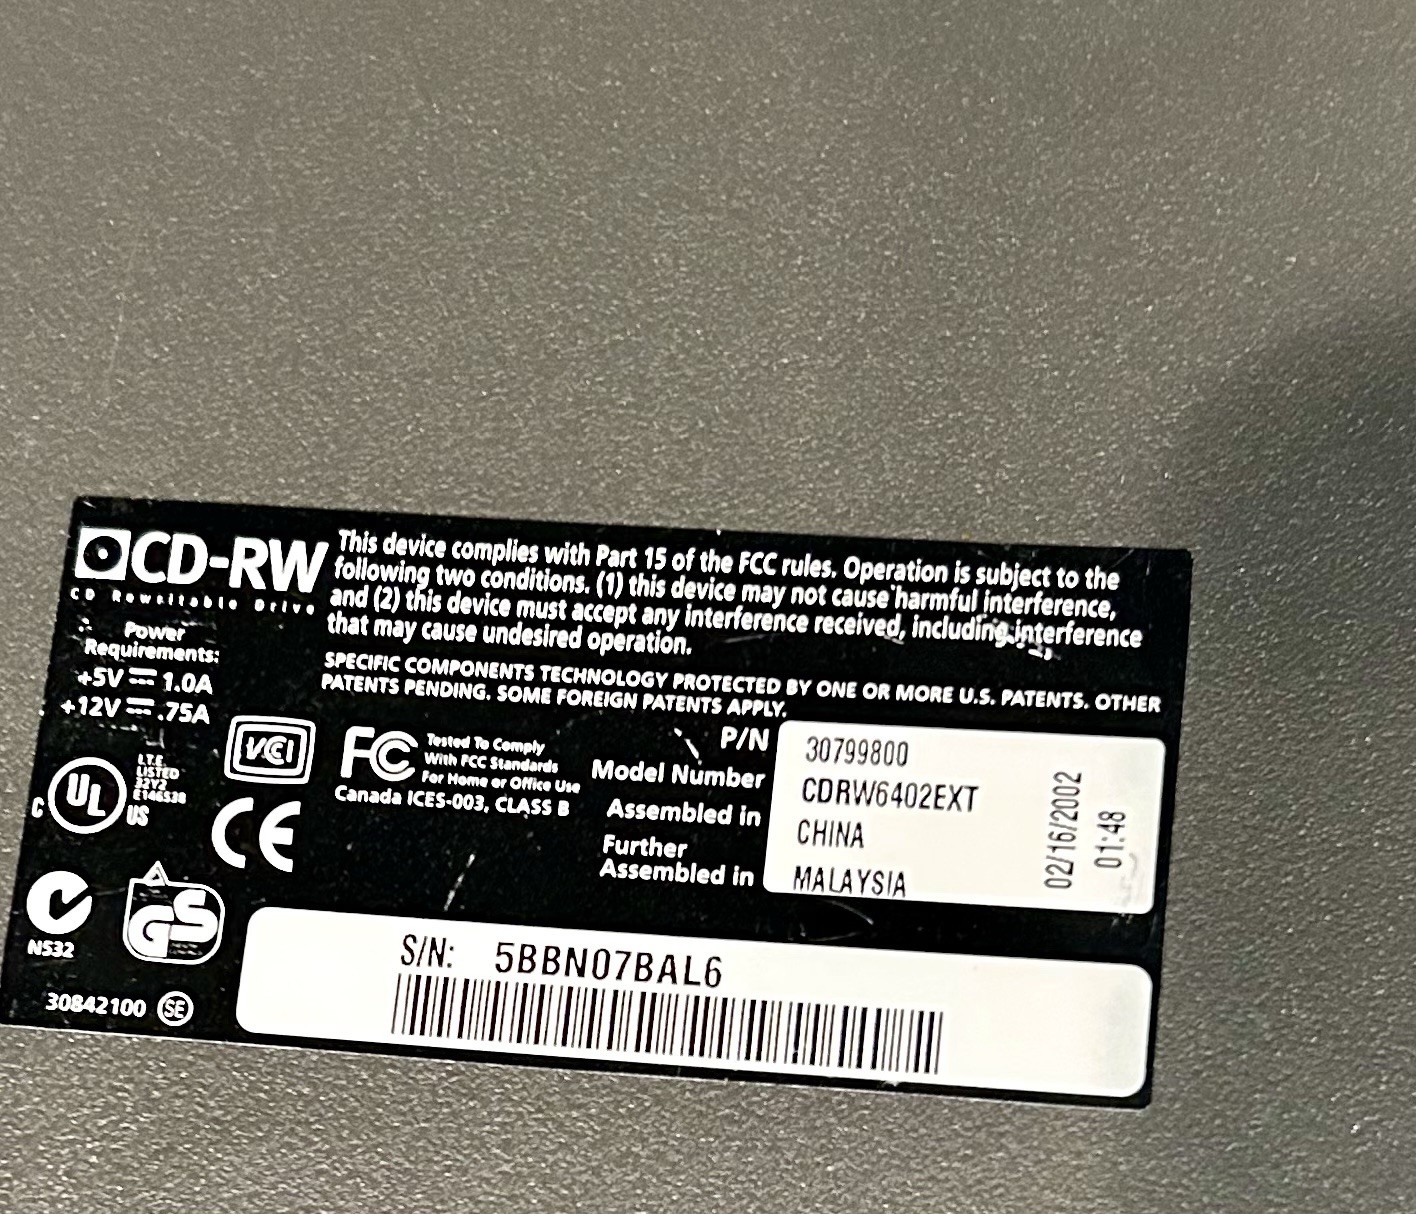 CD-RW
CD Rewritable Drive
This device complies with Part 15 of the FCC rules. Operation is subject to the
following two conditions. (1) this device may not cause harmful interference,
and (2) this device must accept any interference received, including interference
that may cause undesired operation.
SPECIFIC COMPONENTS TECHNOLOGY PROTECTED BY ONE OR MORE U.S. PATENTS. OTHER
PATENTS PENDING. SOME FOREIGN PATENTS APPLY.
Power
Requirements:
+5V 1.0A
+12V .75A
I.T.E.
LISTED
22Y2
E146538
C UL US
VCI
FC
Tested To Comply
With FCC Standards
For Home or Office Use
Canada ICES-003, CLASS B
CE
P/N 30799800
Model Number CDRW6402EXT
Assembled in CHINA
Further
Assembled in MALAYSIA
02/16/2002
01:48
N532
GS
30842100 SE
S/N: 5BBN07BAL6